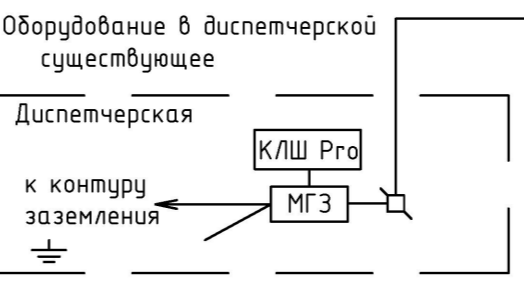 Оборудование в диспетчерской
существующее
Диспетчерская
КЛШ Pro
к контуру
заземления
МГЗ